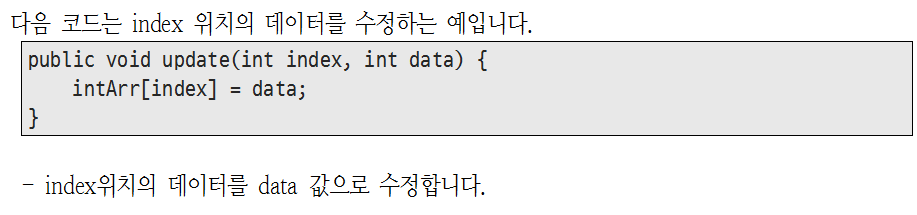 다음 코드는 index 위치의 데이터를 수정하는 예입니다.
public void update(int index, int data) {
    intArr[index] = data;
}
- index위치의 데이터를 data 값으로 수정합니다.